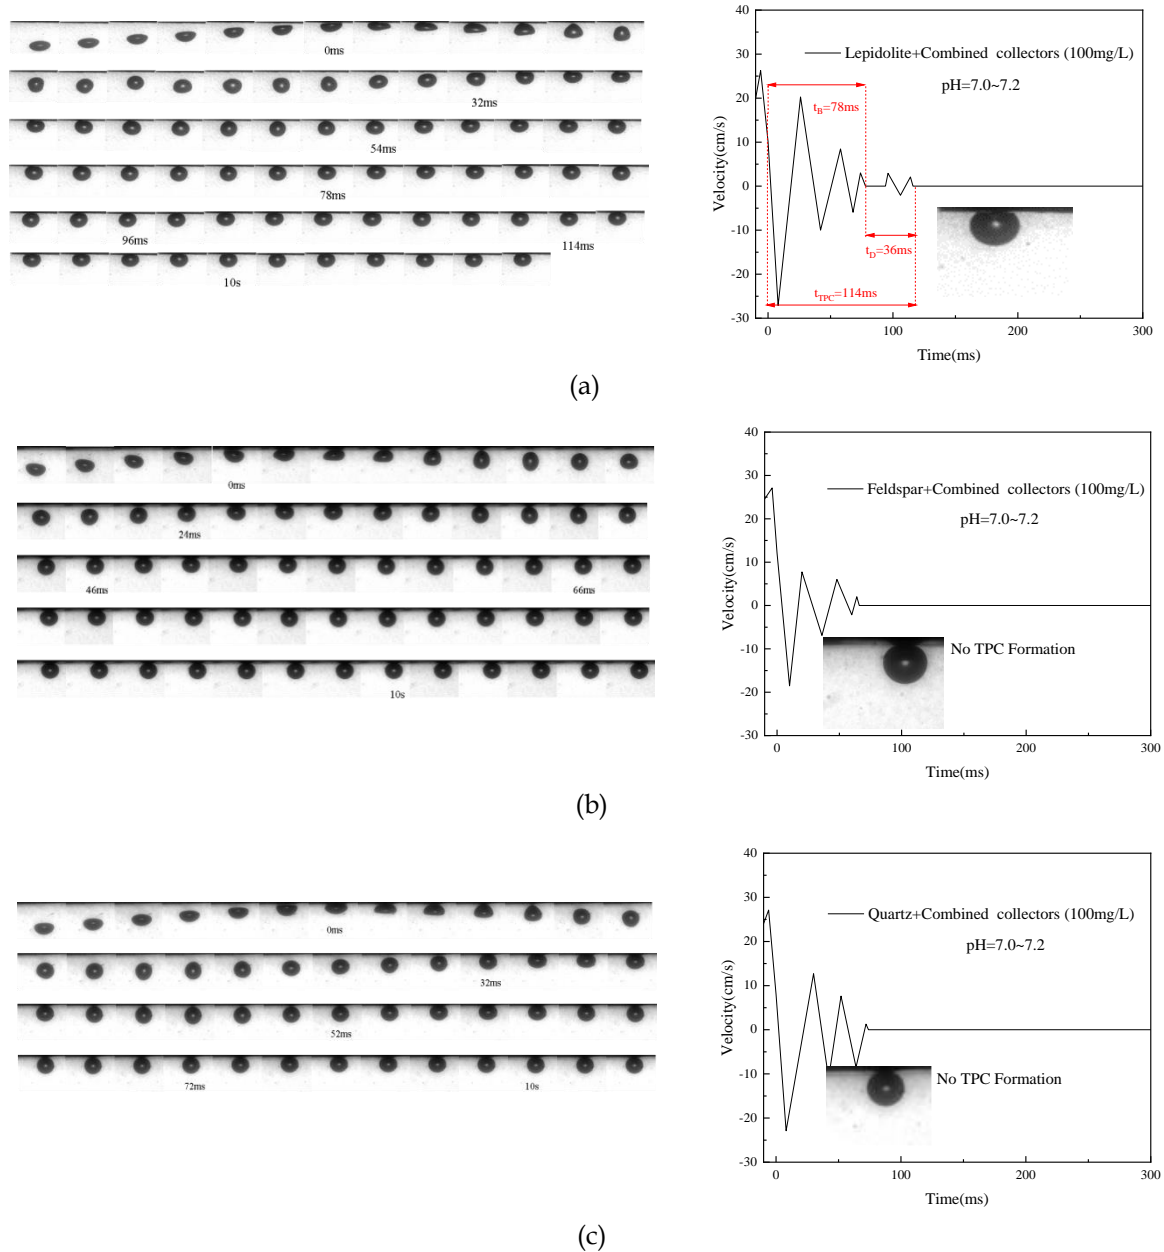 0ms
32ms
54ms
78ms
96ms
114ms
10s
40
30
20
10
0
-10
-20
-30
Velocity(cm/s)
Lepidolite+Combined collectors (100mg/L)
pH=7.0~7.2
tB=78ms
tD=36ms
tTPC=114ms
0
100
200
300
Time(ms)
(a)
0ms
24ms
46ms
66ms
10s
40
30
20
10
0
-10
-20
-30
Velocity(cm/s)
Feldspar+Combined collectors (100mg/L)
pH=7.0~7.2
No TPC Formation
0
100
200
300
Time(ms)
(b)
0ms
32ms
52ms
72ms
10s
40
30
20
10
0
-10
-20
-30
Velocity(cm/s)
Quartz+Combined collectors (100mg/L)
pH=7.0~7.2
No TPC Formation
0
100
200
300
Time(ms)
(c)